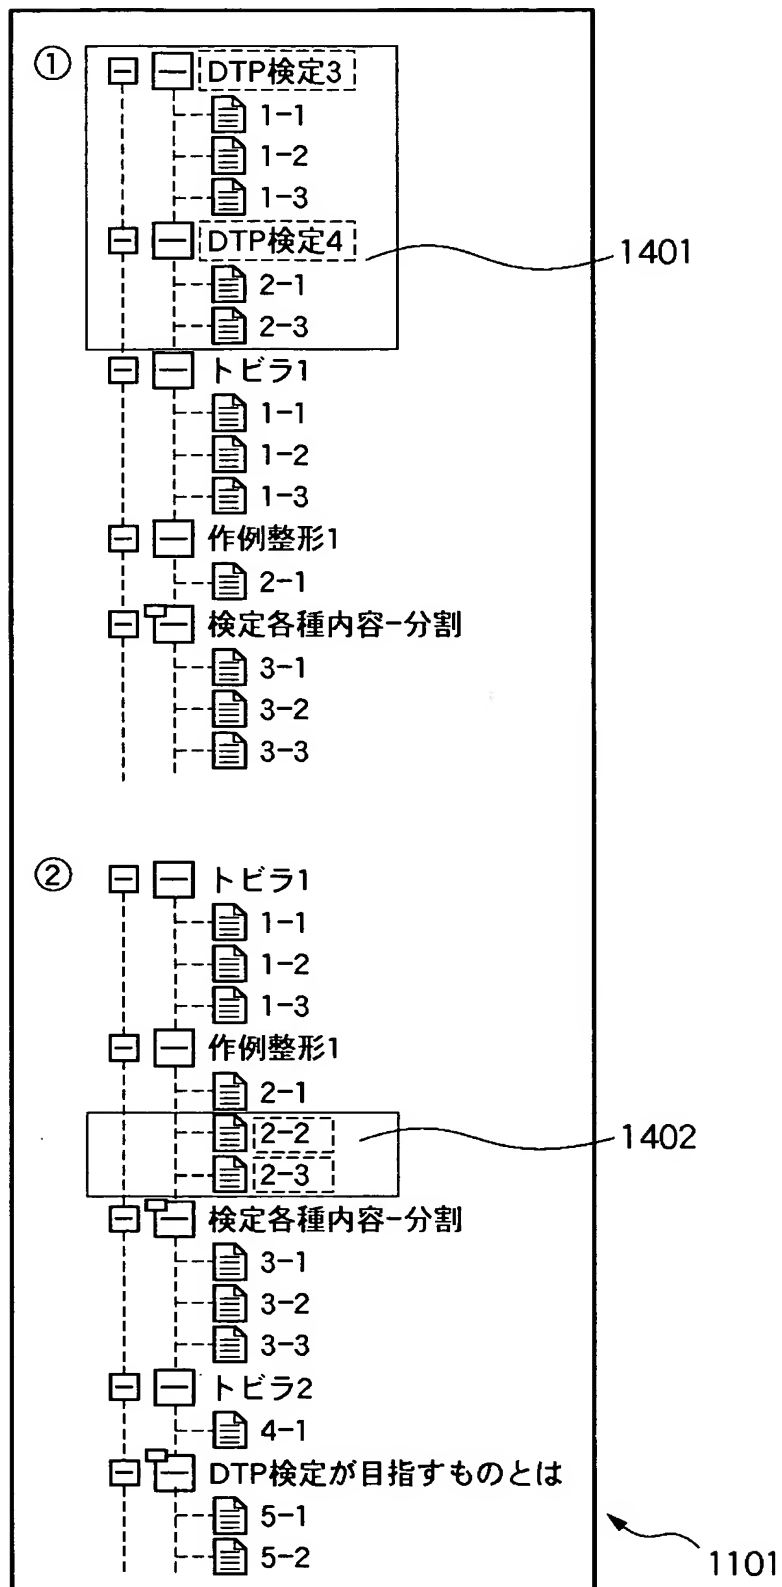 ① DTP検定3
1-1
1-2
1-3
DTP検定4
1401
2-1
2-3
トビラ1
1-1
1-2
1-3
作例整形1
2-1
検定各種内容-分割
3-1
3-2
3-3
② トビラ1
1-1
1-2
1-3
作例整形1
2-1
2-2
1402
2-3
検定各種内容-分割
3-1
3-2
3-3
トビラ2
4-1
DTP検定が目指すものとは
5-1
5-2
1101